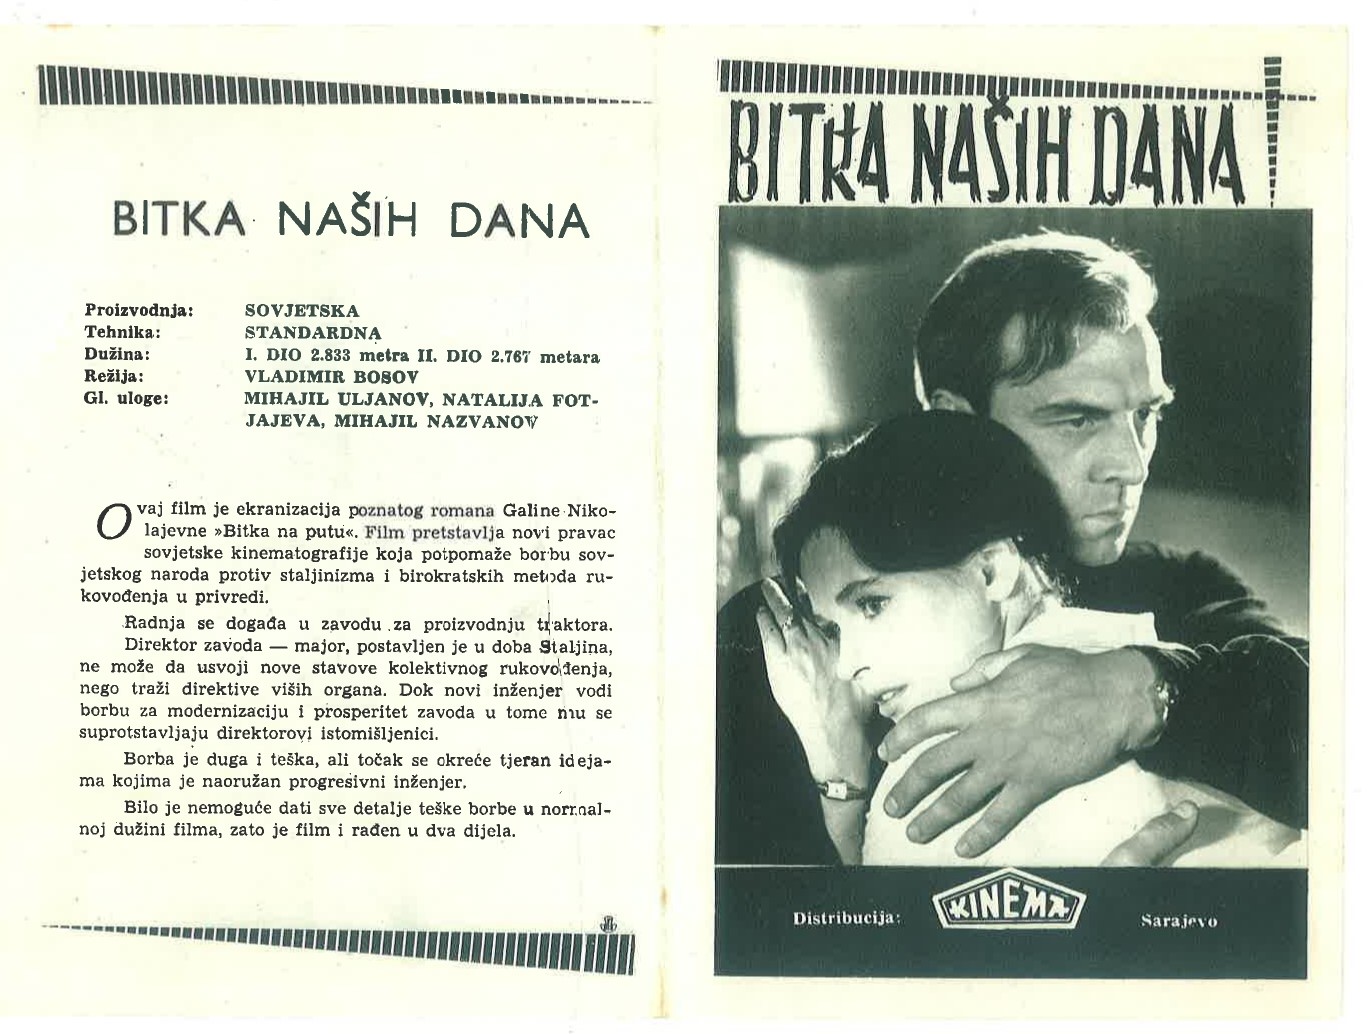 BITKA NAŠIH DANA
Proizvodnja: SOVJETSKA
Tehnika: STANDARDNA
Dužina: I. DIO 2.833 metra II. DIO 2.767 metara
Režija: VLADIMIR BOSOV
Gl. uloge: MIHAJIL ULJANOV, NATALIJA FOT-
JAJEVA, MIHAJIL NAZVANOV
Ovaj film je ekranizacija poznatog romana Galine Niko-
lajevne »Bitka na putu«. Film pretstavlja novi pravac
sovjetske kinematografije koja potpomaže borbu sov-
jetskog naroda protiv staljinizma i birokratskih metoda ru-
kovođenja u privredi.
Radnja se događa u zavodu za proizvodnju traktora.
Direktor zavoda — major, postavljen je u doba Staljina,
ne može da usvoji nove stavove kolektivnog rukovođenja,
nego traži direktive viših organa. Dok novi inženjer vodi
borbu za modernizaciju i prosperitet zavoda u tome mu se
suprotstavljaju direktorovi istomišljenici.
Borba je duga i teška, ali točak se okreće tjeran ideja-
ma kojima je naoružan progresivni inženjer.
Bilo je nemoguće dati sve detalje teške borbe u normal-
noj dužini filma, zato je film i rađen u dva dijela.
BITKA NAŠIH DANA
Distribucija: KINEMA Sarajevo